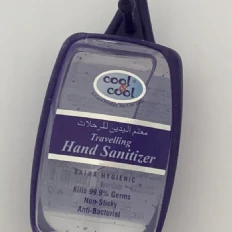 cool
&
cool
معقم اليدين للرحلات
Travelling
Hand Sanitizer
EXTRA HYGIENIC
Kills 99.9% Germs
Non-Sticky
Anti-Bacterial